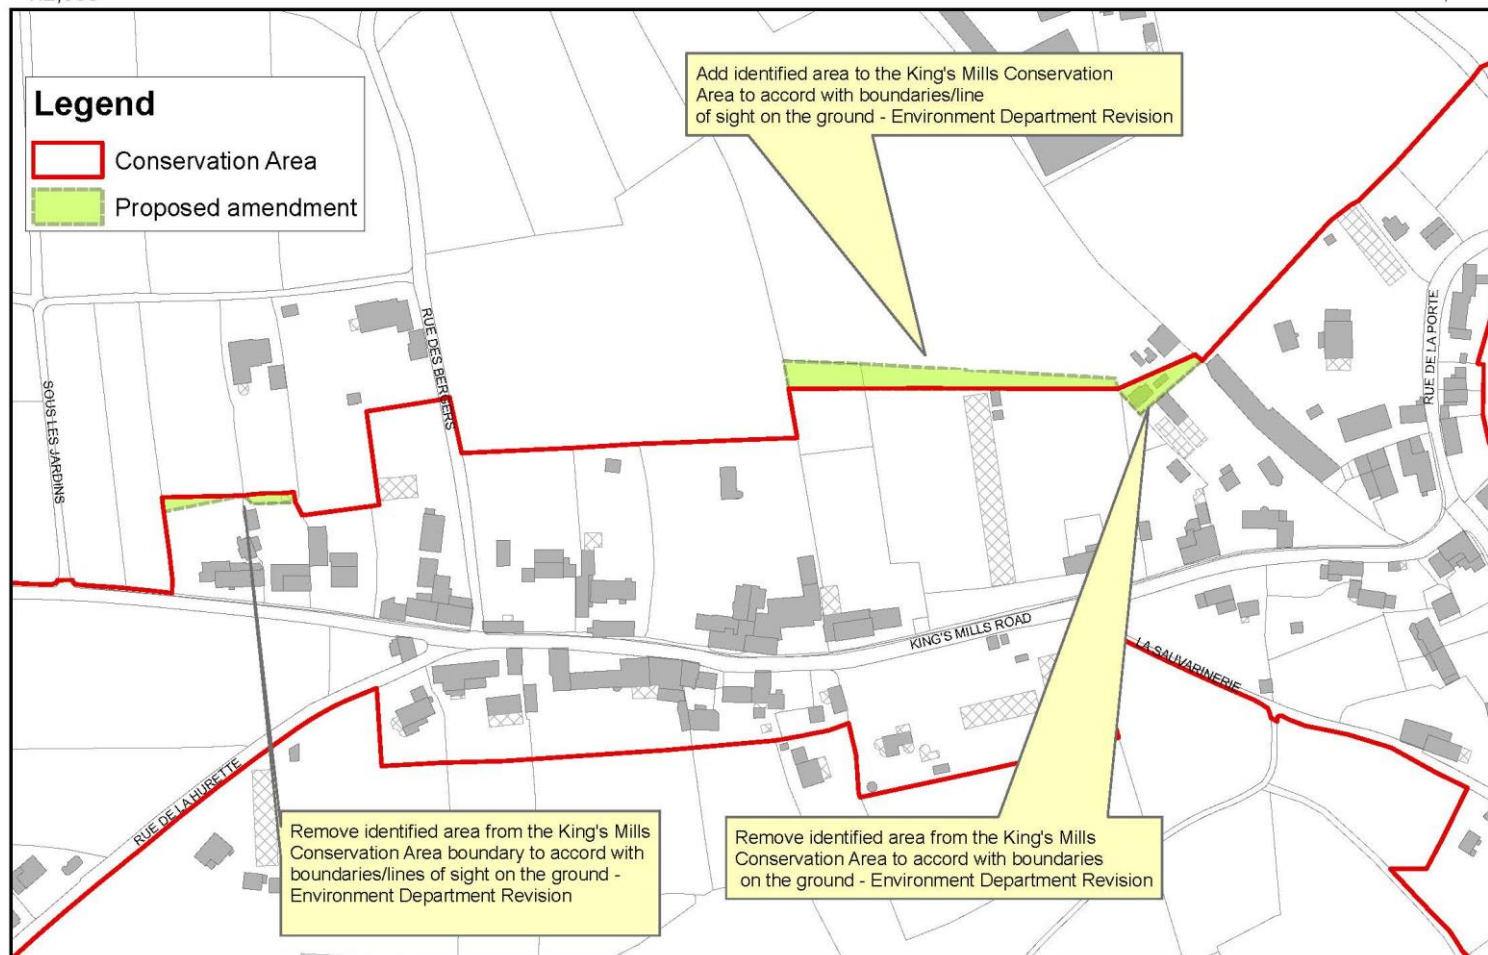 Legend
Conservation Area
Proposed amendment
Add identified area to the King's Mills Conservation
Area to accord with boundaries/line
of sight on the ground - Environment Department Revision
RUE DES BERGERS
SOUS LES JARDINS
RUE DE LA PORTE
KING'S MILLS ROAD
LA SAUVARINERIE
RUE DE LA HURETTE
Remove identified area from the King's Mills
Conservation Area boundary to accord with
boundaries/lines of sight on the ground -
Environment Department Revision
Remove identified area from the King's Mills
Conservation Area to accord with boundaries
on the ground - Environment Department Revision